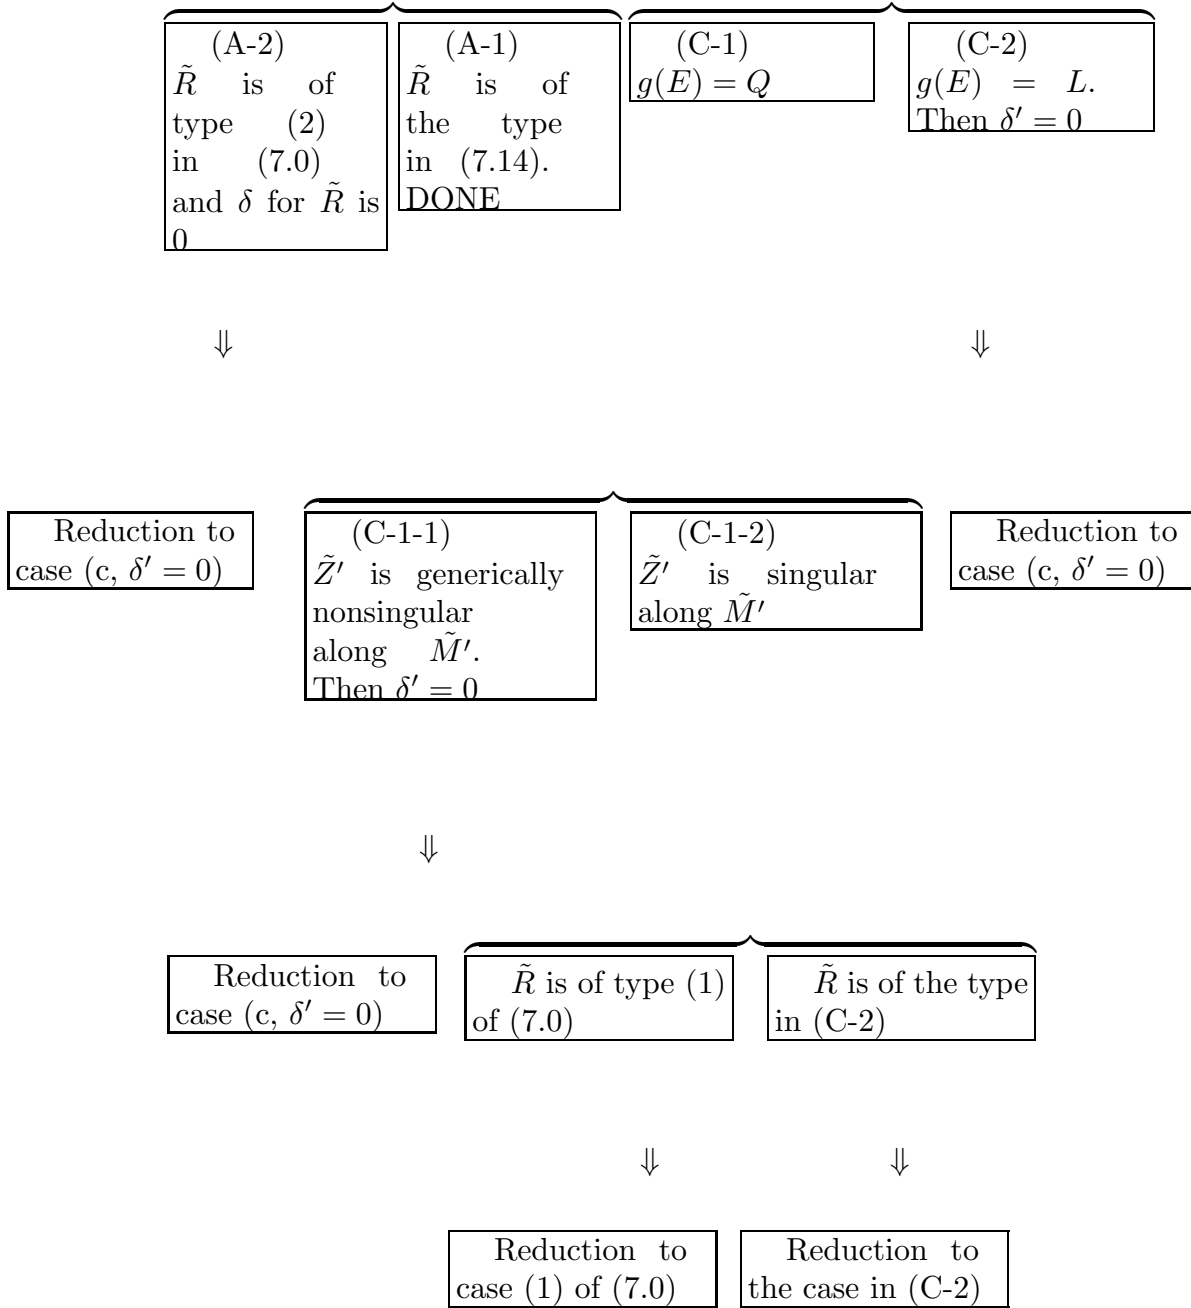 (A-2)
R̃ is of
type (2)
in (7.0)
and δ for R̃ is
0
(A-1)
R̃ is of
the type
in (7.14).
DONE
(C-1)
g(E) = Q
(C-2)
g(E) = L.
Then δ′ = 0
⇓
⇓
Reduction to
case (c, δ′ = 0)
(C-1-1)
Z̃′ is generically
nonsingular
along M̃′.
Then δ′ = 0
(C-1-2)
Z̃′ is singular
along M̃′
Reduction to
case (c, δ′ = 0)
⇓
Reduction to
case (c, δ′ = 0)
R̃ is of type (1)
of (7.0)
R̃ is of the type
in (C-2)
⇓
⇓
Reduction to
case (1) of (7.0)
Reduction to
the case in (C-2)